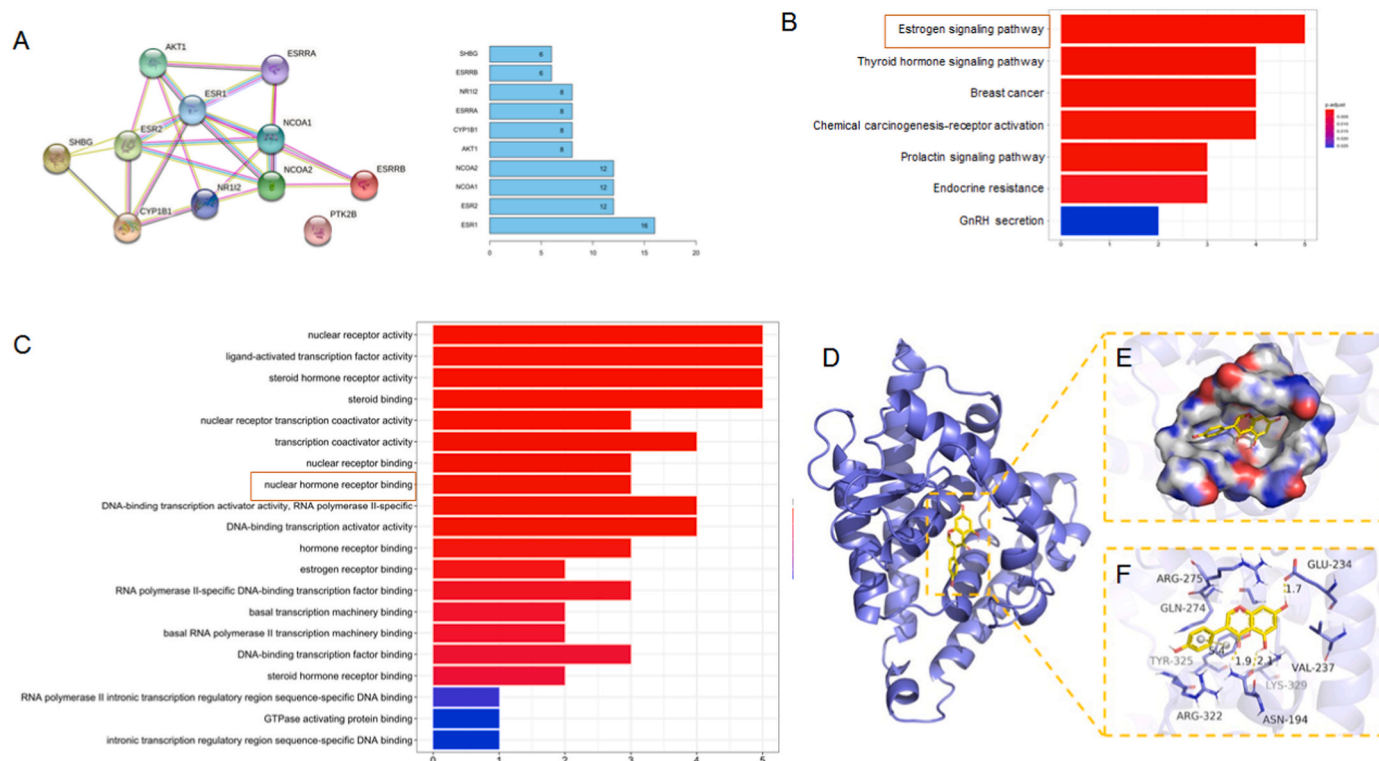 A
AKT1
ESRRA
ESR1
ESR2
NCOA1
SHBG
NCOA2
ESRRB
NR1I2
CYP1B1
PTK2B
SHBG 6
ESRRB 6
NR1I2 8
ESRRA 8
CYP1B1 8
AKT1 8
NCOA2 12
NCOA1 12
ESR2 12
ESR1 16
0 5 10 15 20
B
Estrogen signaling pathway
Thyroid hormone signaling pathway
Breast cancer
Chemical carcinogenesis-receptor activation
Prolactin signaling pathway
Endocrine resistance
GnRH secretion
0 1 2 3 4 5
p.adjust
0.005
0.010
0.015
0.020
0.025
C
nuclear receptor activity
ligand-activated transcription factor activity
steroid hormone receptor activity
steroid binding
nuclear receptor transcription coactivator activity
transcription coactivator activity
nuclear receptor binding
nuclear hormone receptor binding
DNA-binding transcription activator activity, RNA polymerase II-specific
DNA-binding transcription activator activity
hormone receptor binding
estrogen receptor binding
RNA polymerase II-specific DNA-binding transcription factor binding
basal transcription machinery binding
basal RNA polymerase II transcription machinery binding
DNA-binding transcription factor binding
steroid hormone receptor binding
RNA polymerase II intronic transcription regulatory region sequence-specific DNA binding
GTPase activating protein binding
intronic transcription regulatory region sequence-specific DNA binding
0 1 2 3 4 5
D
E
F
ARG-275
GLU-234
1.7
GLN-274
TYR-325
1.9
2.1
VAL-237
LYS-329
ARG-322
ASN-194